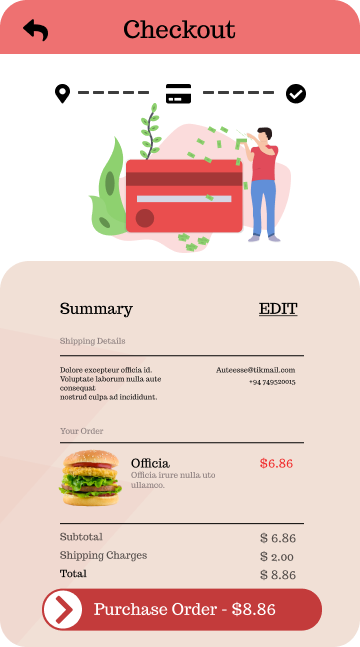 Checkout
Summary
EDIT
Shipping Details
Dolore excepteur officia id.
Voluptate laborum nulla aute
consequat
nostrud culpa ad incididunt.
Auteesse@tikmail.com
+94 749520015
Your Order
Officia
$6.86
Officia irure nulla uto
ullamco.
Subtotal
$ 6.86
Shipping Charges
$ 2.00
Total
$ 8.86
Purchase Order - $8.86